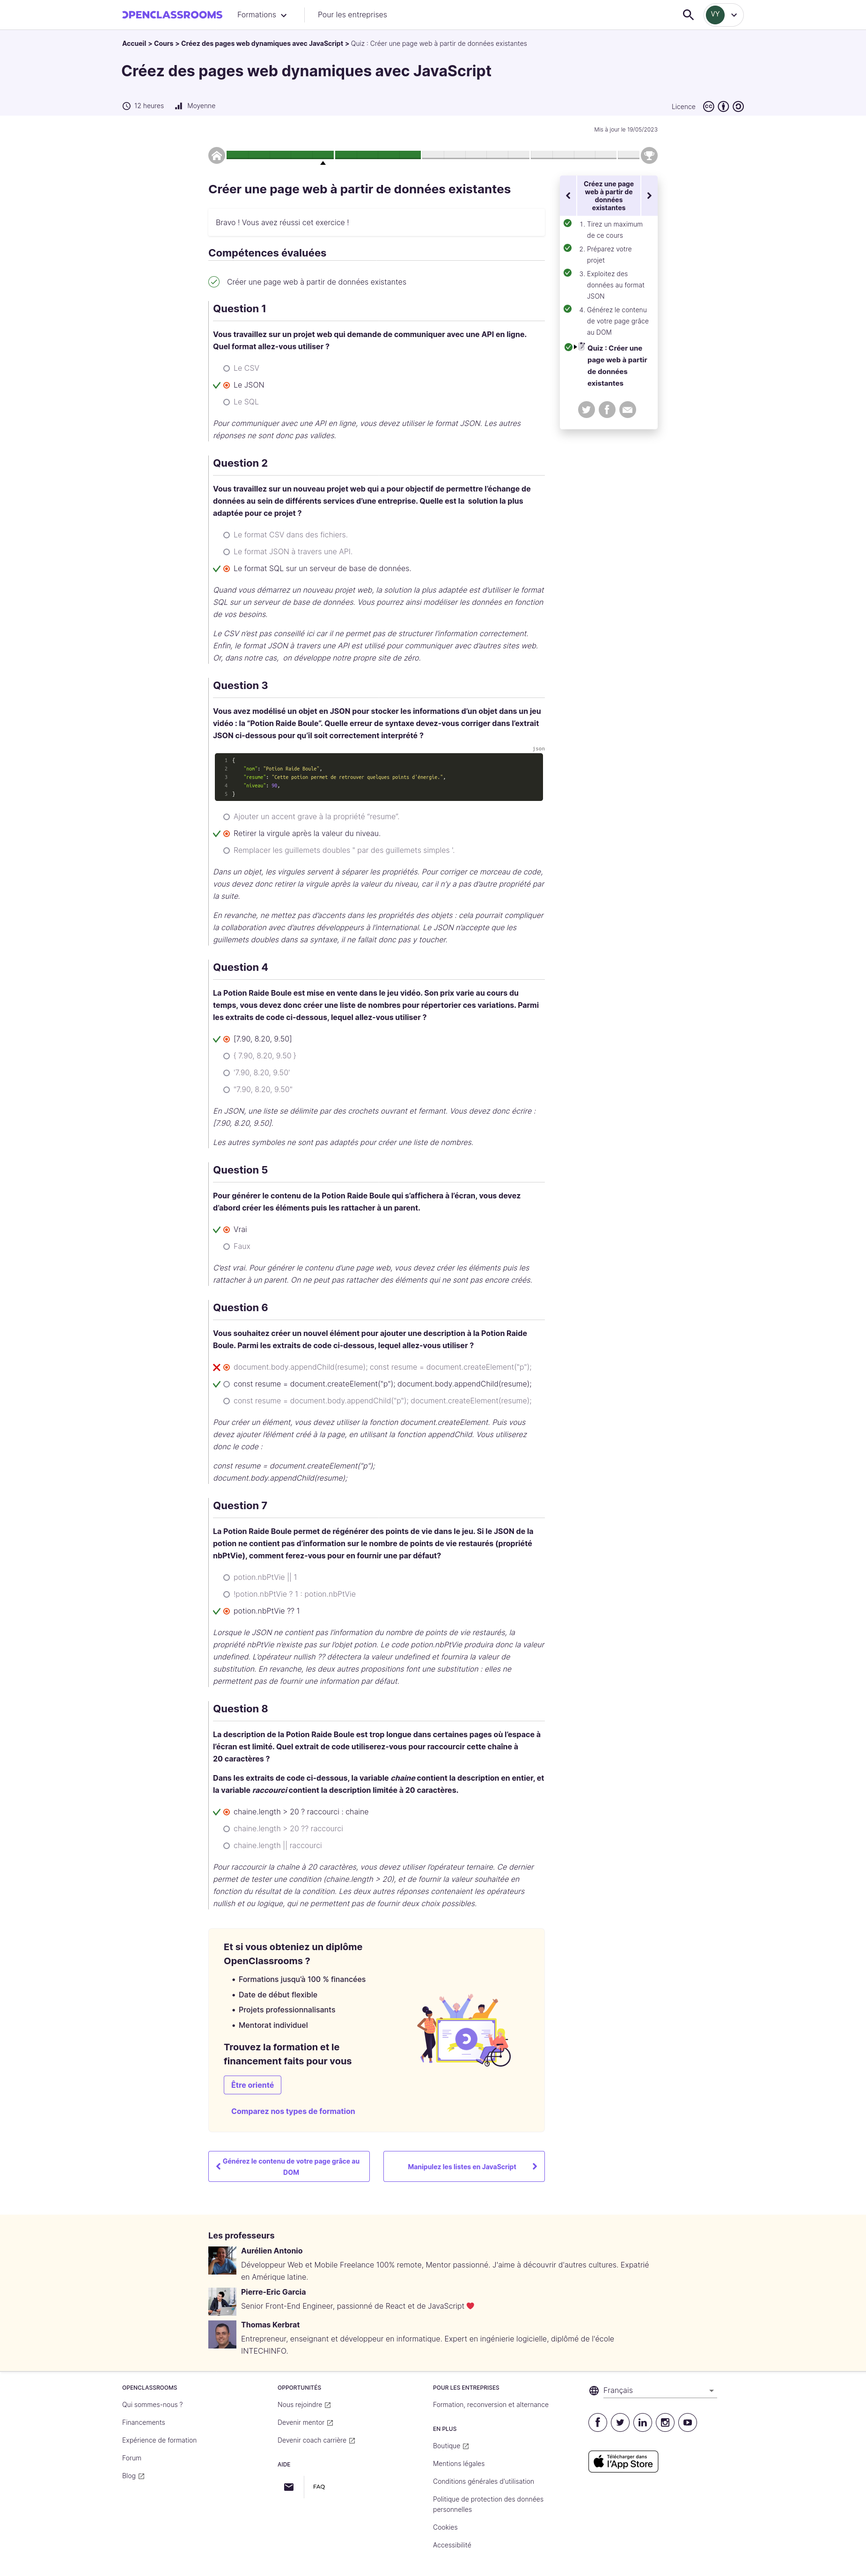 OPENCLASSROOMS
Formations
Pour les entreprises
VY
Accueil > Cours > Créez des pages web dynamiques avec JavaScript > Quiz : Créer une page web à partir de données existantes
Créez des pages web dynamiques avec JavaScript
12 heures
Moyenne
Licence
Mis à jour le 19/05/2023
Créer une page web à partir de données existantes
Bravo ! Vous avez réussi cet exercice !
Compétences évaluées
Créer une page web à partir de données existantes
Question 1
Vous travaillez sur un projet web qui demande de communiquer avec une API en ligne.
Quel format allez-vous utiliser ?
Le CSV
Le JSON
Le SQL
Pour communiquer avec une API en ligne, vous devez utiliser le format JSON. Les autres
réponses ne sont donc pas valides.
Question 2
Vous travaillez sur un nouveau projet web qui a pour objectif de permettre l'échange de
données au sein de différents services d'une entreprise. Quelle est la solution la plus
adaptée pour ce projet ?
Le format CSV dans des fichiers.
Le format JSON à travers une API.
Le format SQL sur un serveur de base de données.
Quand vous démarrez un nouveau projet web, la solution la plus adaptée est d'utiliser le format
SQL sur un serveur de base de données. Vous pourrez ainsi modéliser les données en fonction
de vos besoins.
Le CSV n'est pas conseillé ici car il ne permet pas de structurer l'information correctement.
Enfin, le format JSON à travers une API est utilisé pour communiquer avec d'autres sites web.
Or, dans notre cas, on développe notre propre site de zéro.
Question 3
Vous avez modélisé un objet en JSON pour stocker les informations d'un objet dans un jeu
vidéo : la "Potion Raide Boule". Quelle erreur de syntaxe devez-vous corriger dans l'extrait
JSON ci-dessous pour qu'il soit correctement interprété ?
json
1 {
2 "nom": "Potion Raide Boule",
3 "resume": "Cette potion permet de retrouver quelques points d'énergie.",
4 "niveau": 99,
5 }
Ajouter un accent grave à la propriété "resume".
Retirer la virgule après la valeur du niveau.
Remplacer les guillemets doubles " par des guillemets simples '.
Dans un objet, les virgules servent à séparer les propriétés. Pour corriger ce morceau de code,
vous devez donc retirer la virgule après la valeur du niveau, car il n'y a pas d'autre propriété par
la suite.
En revanche, ne mettez pas d'accents dans les propriétés des objets : cela pourrait compliquer
la collaboration avec d'autres développeurs à l'international. Le JSON n'accepte que les
guillemets doubles dans sa syntaxe, il ne fallait donc pas y toucher.
Question 4
La Potion Raide Boule est mise en vente dans le jeu vidéo. Son prix varie au cours du
temps, vous devez donc créer une liste de nombres pour répertorier ces variations. Parmi
les extraits de code ci-dessous, lequel allez-vous utiliser ?
[7.90, 8.20, 9.50]
{ 7.90, 8.20, 9.50 }
'7.90, 8.20, 9.50'
"7.90, 8.20, 9.50"
En JSON, une liste se délimite par des crochets ouvrant et fermant. Vous devez donc écrire :
[7.90, 8.20, 9.50].
Les autres symboles ne sont pas adaptés pour créer une liste de nombres.
Question 5
Pour générer le contenu de la Potion Raide Boule qui s'affichera à l'écran, vous devez
d'abord créer les éléments puis les rattacher à un parent.
Vrai
Faux
C'est vrai. Pour générer le contenu d'une page web, vous devez créer les éléments puis les
rattacher à un parent. On ne peut pas rattacher des éléments qui ne sont pas encore créés.
Question 6
Vous souhaitez créer un nouvel élément pour ajouter une description à la Potion Raide
Boule. Parmi les extraits de code ci-dessous, lequel allez-vous utiliser ?
document.body.appendChild(resume); const resume = document.createElement("p");
const resume = document.createElement("p"); document.body.appendChild(resume);
const resume = document.body.appendChild("p"); document.createElement(resume);
Pour créer un élément, vous devez utiliser la fonction document.createElement. Puis vous
devez ajouter l'élément créé à la page, en utilisant la fonction appendChild. Vous utiliserez
donc le code :
const resume = document.createElement("p");
document.body.appendChild(resume);
Question 7
La Potion Raide Boule permet de régénérer des points de vie dans le jeu. Si le JSON de la
potion ne contient pas d'information sur le nombre de points de vie restaurés (propriété
nbPtVie), comment ferez-vous pour en fournir une par défaut?
potion.nbPtVie || 1
!potion.nbPtVie ? 1 : potion.nbPtVie
potion.nbPtVie ?? 1
Lorsque le JSON ne contient pas l'information du nombre de points de vie restaurés, la
propriété nbPtVie n'existe pas sur l'objet potion. Le code potion.nbPtVie produira donc la valeur
undefined. L'opérateur nullish ?? détectera la valeur undefined et fournira la valeur de
substitution. En revanche, les deux autres propositions font une substitution : elles ne
permettent pas de fournir une information par défaut.
Question 8
La description de la Potion Raide Boule est trop longue dans certaines pages où l'espace à
l'écran est limité. Quel extrait de code utiliserez-vous pour raccourcir cette chaîne à
20 caractères ?
Dans les extraits de code ci-dessous, la variable chaine contient la description en entier, et
la variable raccourci contient la description limitée à 20 caractères.
chaine.length > 20 ? raccourci : chaine
chaine.length > 20 ?? raccourci
chaine.length || raccourci
Pour raccourcir la chaîne à 20 caractères, vous devez utiliser l'opérateur ternaire. Ce dernier
permet de tester une condition (chaine.length > 20), et de fournir la valeur souhaitée en
fonction du résultat de la condition. Les deux autres réponses contenaient les opérateurs
nullish et ou logique, qui ne permettent pas de fournir deux choix possibles.
Créez une page
web à partir de
données
existantes
1. Tirez un maximum
de ce cours
2. Préparez votre
projet
3. Exploitez des
données au format
JSON
4. Générez le contenu
de votre page grâce
au DOM
Quiz : Créer une
page web à partir
de données
existantes
Et si vous obteniez un diplôme
OpenClassrooms ?
• Formations jusqu'à 100 % financées
• Date de début flexible
• Projets professionnalisants
• Mentorat individuel
Trouvez la formation et le
financement faits pour vous
Être orienté
Comparez nos types de formation
Générez le contenu de votre page grâce au
DOM
Manipulez les listes en JavaScript
Les professeurs
Aurélien Antonio
Développeur Web et Mobile Freelance 100% remote, Mentor passionné. J'aime à découvrir d'autres cultures. Expatrié
en Amérique latine.
Pierre-Eric Garcia
Senior Front-End Engineer, passionné de React et de JavaScript ❤️
Thomas Kerbrat
Entrepreneur, enseignant et développeur en informatique. Expert en ingénierie logicielle, diplômé de l'école
INTECHINFO.
OPENCLASSROOMS
Qui sommes-nous ?
Financements
Expérience de formation
Forum
Blog
OPPORTUNITÉS
Nous rejoindre
Devenir mentor
Devenir coach carrière
AIDE
FAQ
POUR LES ENTREPRISES
Formation, reconversion et alternance
EN PLUS
Boutique
Mentions légales
Conditions générales d'utilisation
Politique de protection des données
personnelles
Cookies
Accessibilité
Français
Télécharger dans
l'App Store